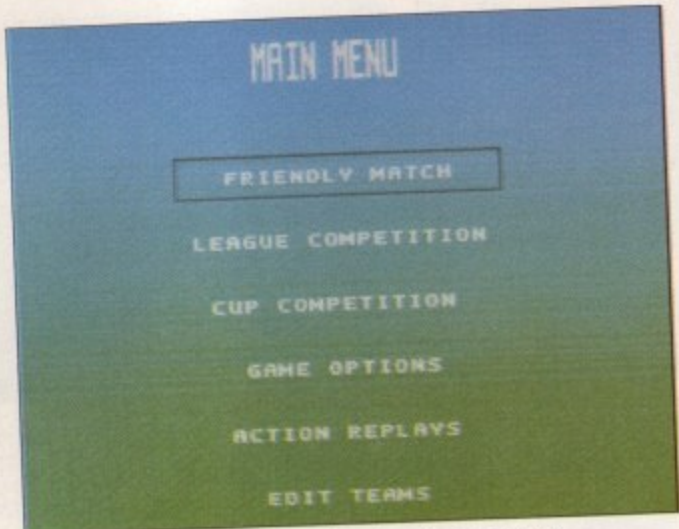 MAIN MENU
FRIENDLY MATCH
LEAGUE COMPETITION
CUP COMPETITION
GAME OPTIONS
ACTION REPLAYS
EDIT TEAMS